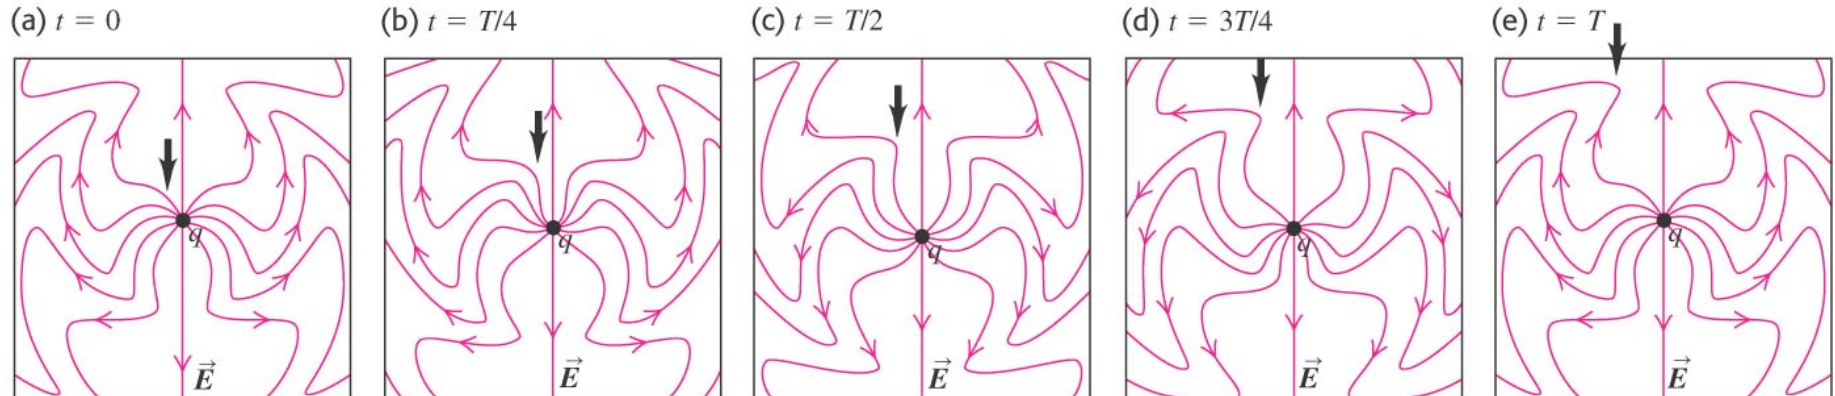 (a) t = 0
(b) t = T/4
(c) t = T/2
(d) t = 3T/4
(e) t = T
q
q
q
q
q
E⃗
E⃗
E⃗
E⃗
E⃗